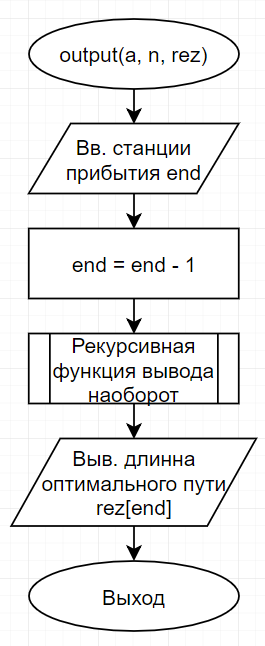 output(a, n, rez)
Вв. станции
прибытия end
end = end - 1
Рекурсивная
функция вывода
наоборот
Выв. длинна
оптимального пути
rez[end]
Выход